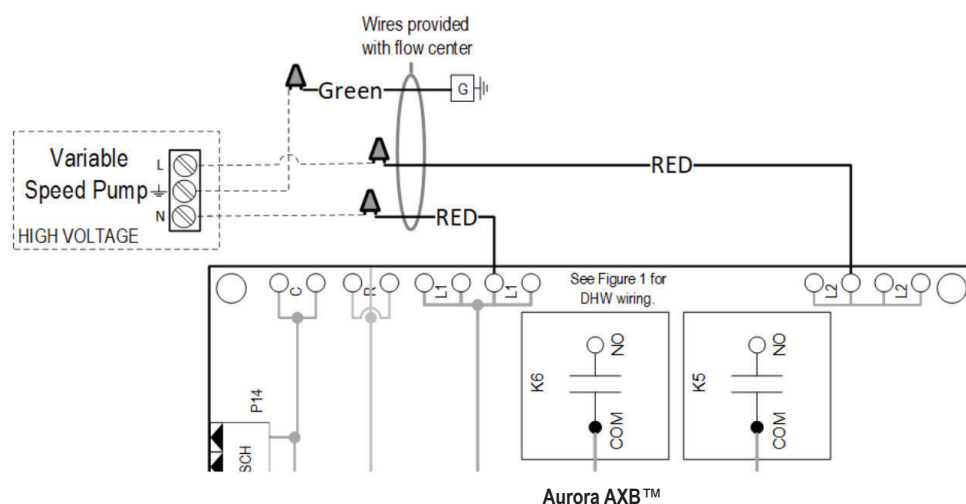 Wires provided
with flow center
Green
G
Variable
Speed Pump
HIGH VOLTAGE
L
N
RED
RED
C
R
L1
L1
See Figure 1 for
DHW wiring.
L2
L2
K6
NO
COM
K5
NO
COM
P14
SCH
Aurora AXB™